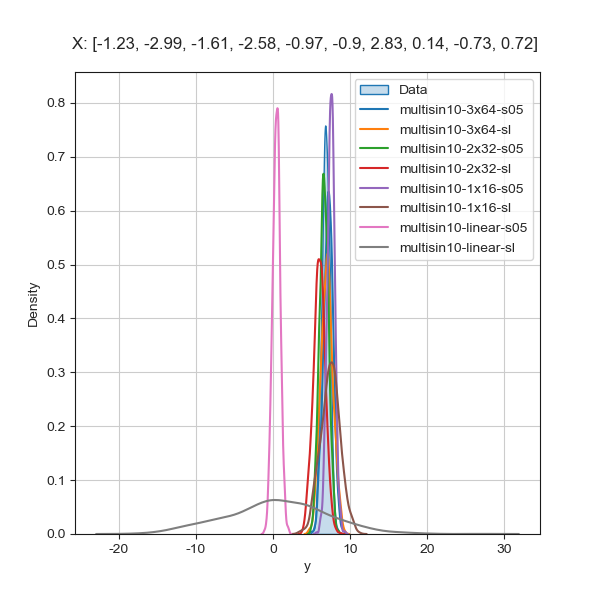 X: [-1.23, -2.99, -1.61, -2.58, -0.97, -0.9, 2.83, 0.14, -0.73, 0.72]
Data
multisin10-3x64-s05
multisin10-3x64-sl
multisin10-2x32-s05
multisin10-2x32-sl
multisin10-1x16-s05
multisin10-1x16-sl
multisin10-linear-s05
multisin10-linear-sl
Density
0.8
0.7
0.6
0.5
0.4
0.3
0.2
0.1
0.0
-20 -10 0 10 20 30
y